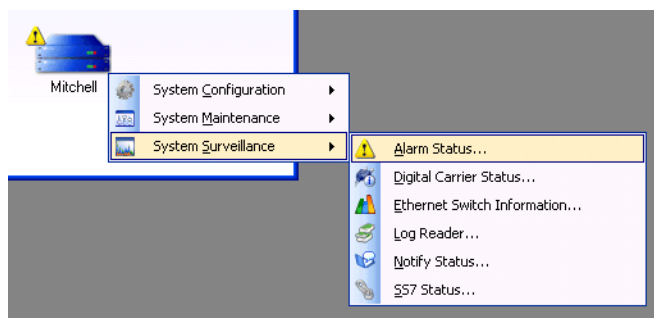 Mitchell
System Configuration
System Maintenance
System Surveillance
Alarm Status...
Digital Carrier Status...
Ethernet Switch Information...
Log Reader...
Notify Status...
SS7 Status...